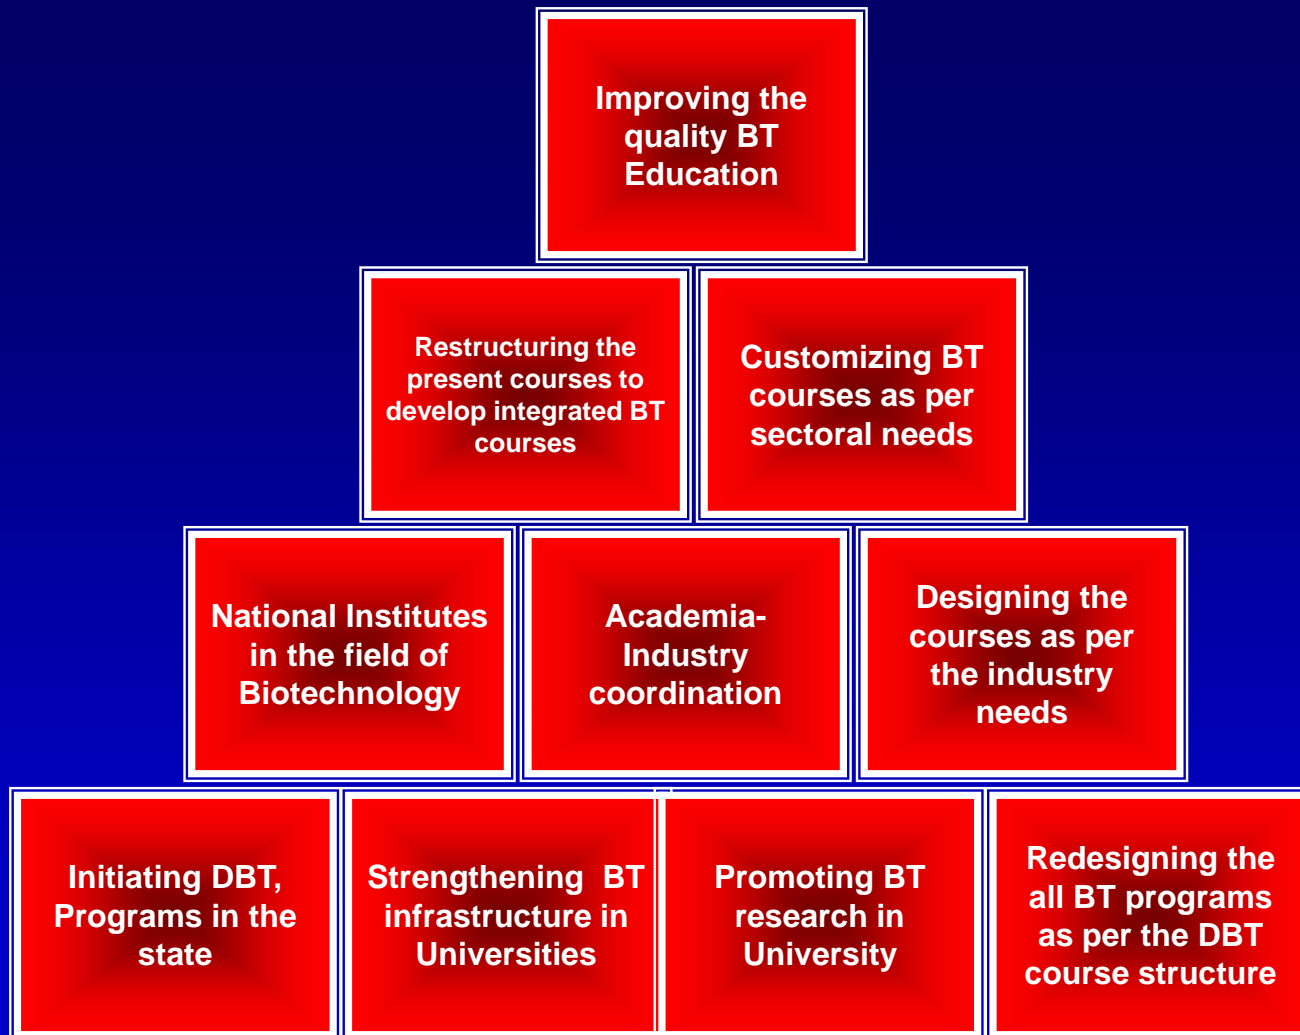 Improving the
quality BT
Education
Restructuring the
present courses to
develop integrated BT
courses
Customizing BT
courses as per
sectoral needs
National Institutes
in the field of
Biotechnology
Academia-
Industry
coordination
Designing the
courses as per
the industry
needs
Initiating DBT,
Programs in the
state
Strengthening  BT
infrastructure in
Universities
Promoting BT
research in
University
Redesigning the
all BT programs
as per the DBT
course structure